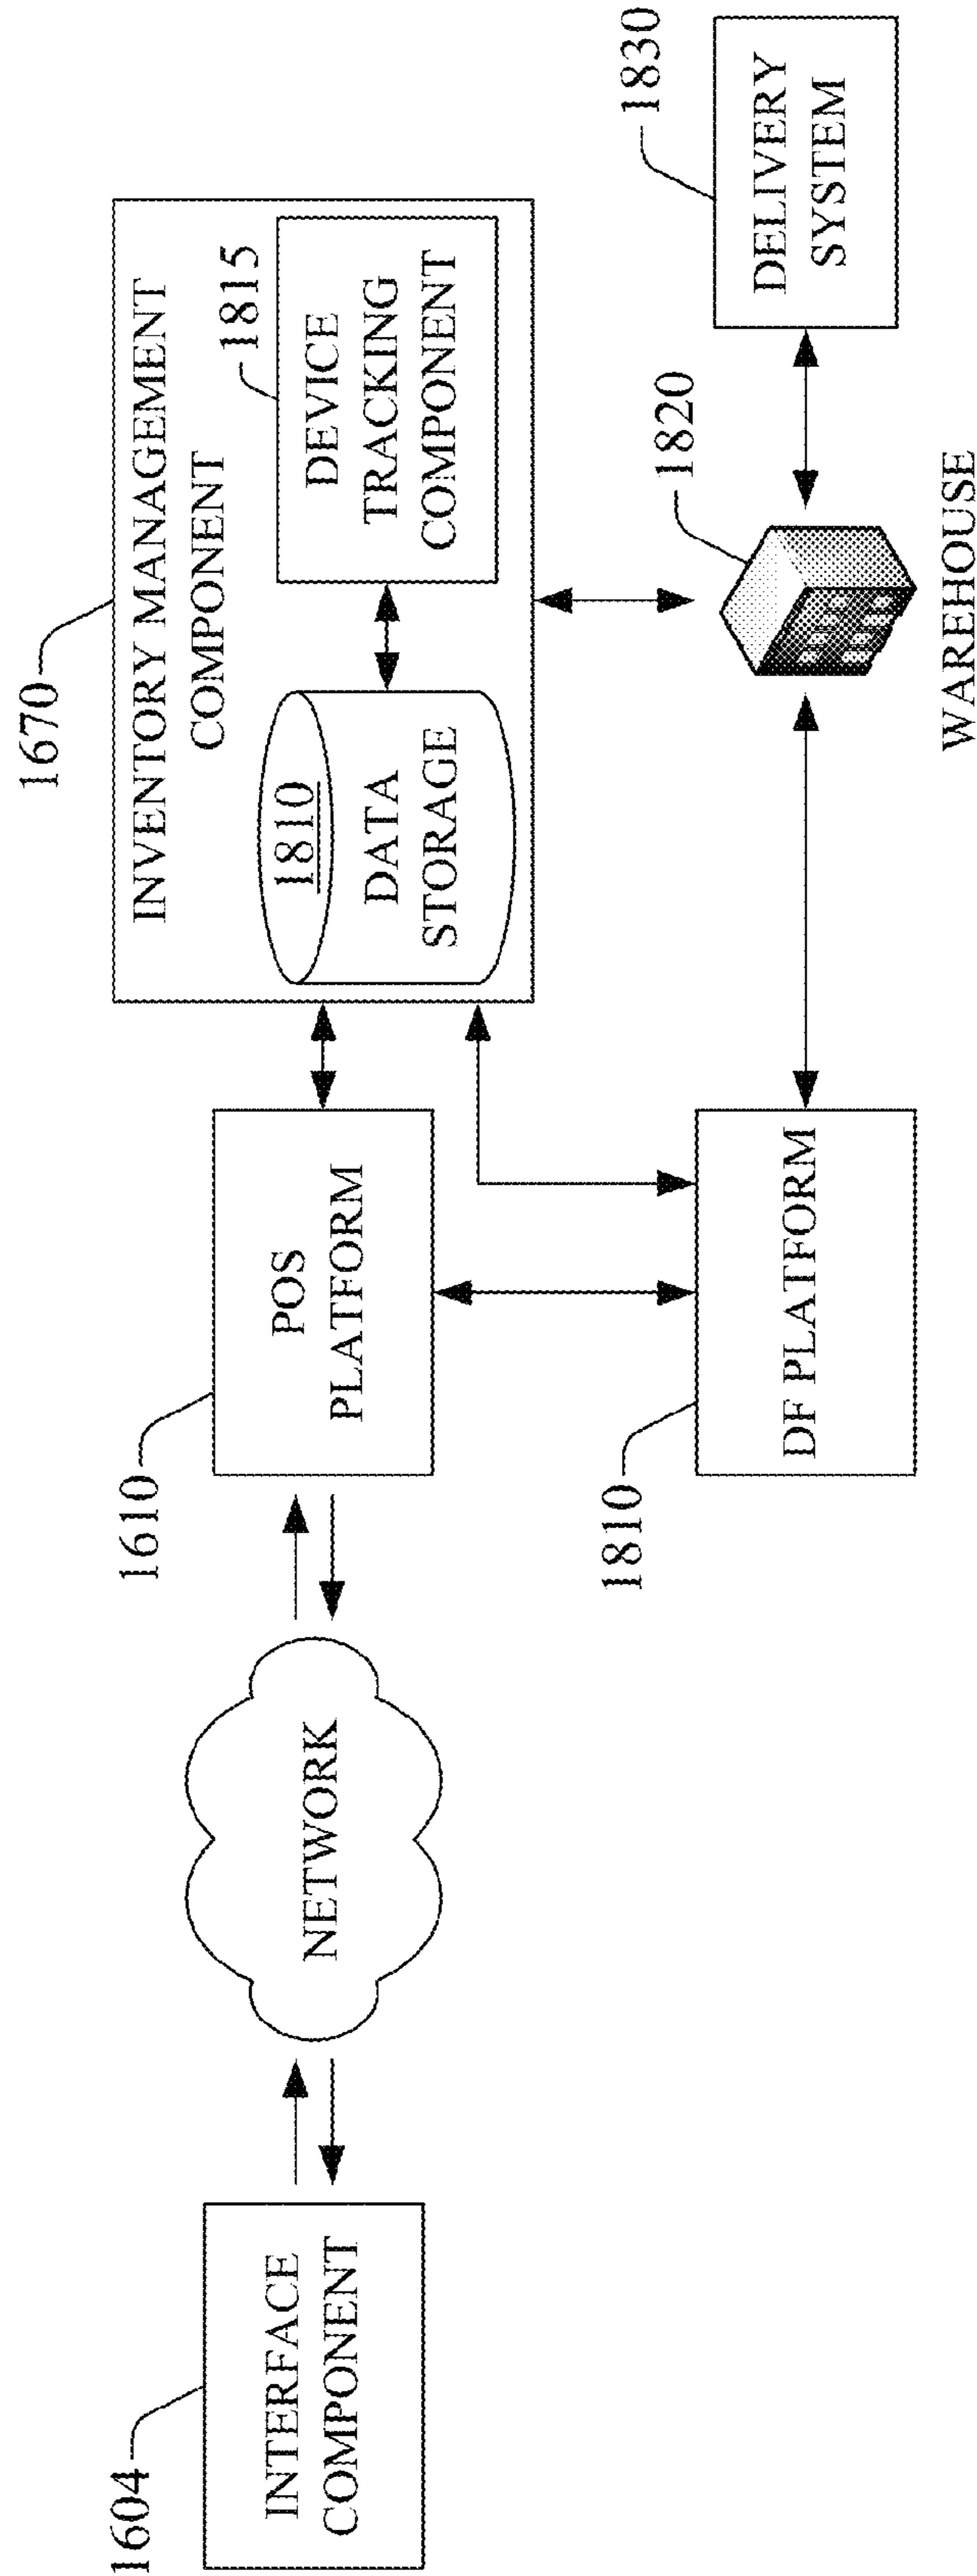 1604
INTERFACE
COMPONENT
NETWORK
1610
POS
PLATFORM
1810
DF PLATFORM
1670
INVENTORY MANAGEMENT
COMPONENT
1810
DATA
STORAGE
1815
DEVICE
TRACKING
COMPONENT
1820
WAREHOUSE
1830
DELIVERY
SYSTEM